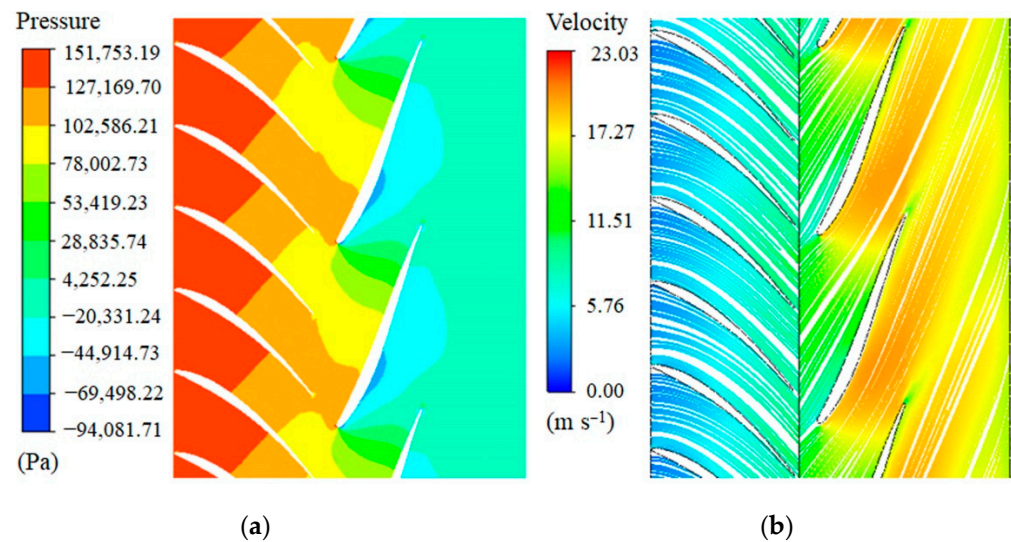 Pressure
151,753.19
127,169.70
102,586.21
78,002.73
53,419.23
28,835.74
4,252.25
−20,331.24
−44,914.73
−69,498.22
−94,081.71
(Pa)
(a)
Velocity
23.03
17.27
11.51
5.76
0.00
(m s⁻¹)
(b)